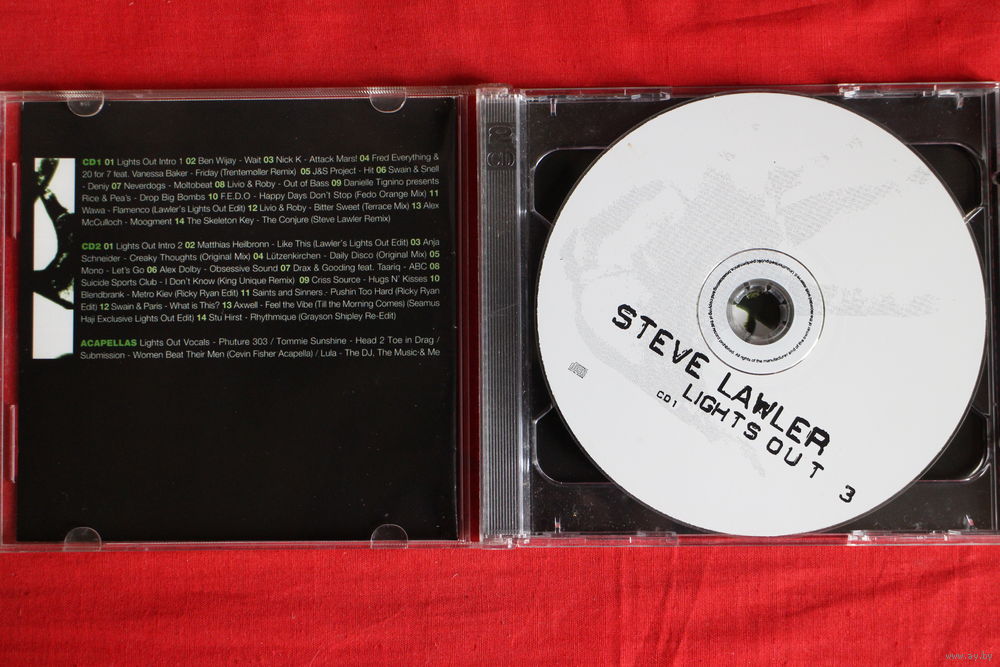 CD1 01 Lights Out Intro 1 02 Ben Wijay - Wait 03 Nick K - Attack Mars! 04 Fred Everything &
20 for 7 feat. Vanessa Baker - Friday (Trentemøller Remix) 05 J&S Project - Hit 06 Swain & Snell
- Deniy 07 Neverdogs - Moltobeat 08 Livio & Roby - Out of Bass 09 Danielle Tignino presents
Rice & Pea's - Drop Big Bombs 10 F.E.D.O - Happy Days Don't Stop (Fedo Orange Mix) 11
Wawa - Flamenco (Lawler's Lights Out Edit) 12 Livio & Roby - Bitter Sweet (Terrace Mix) 13 Alex
McCulloch - Moogment 14 The Skeleton Key - The Conjure (Steve Lawler Remix)
CD2 01 Lights Out Intro 2 02 Matthias Heilbronn - Like This (Lawler's Lights Out Edit) 03 Anja
Schneider - Creaky Thoughts (Original Mix) 04 Lützenkirchen - Daily Disco (Original Mix) 05
Mono - Let's Go 06 Alex Dolby - Obsessive Sound 07 Drax & Gooding feat. Taariq - ABC 08
Suicide Sports Club - I Don't Know (King Unique Remix) 09 Criss Source - Hugs N' Kisses 10
Blendbrank - Metro Kiev (Ricky Ryan Edit) 11 Saints and Sinners - Pushin Too Hard (Ricky Ryan
Edit) 12 Swain & Paris - What is This? 13 Axwell - Feel the Vibe (Till the Morning Comes) (Seamus
Haji Exclusive Lights Out Edit) 14 Stu Hirst - Rhythmique (Grayson Shipley Re-Edit)
ACAPELLAS Lights Out Vocals - Phuture 303 / Tommie Sunshine - Head 2 Toe in Drag /
Submission - Women Beat Their Men (Cevin Fisher Acapella) / Lula - The DJ, The Music & Me
STEVE LAWLER
CD1 LIGHTS OUT 3
www.ay.by